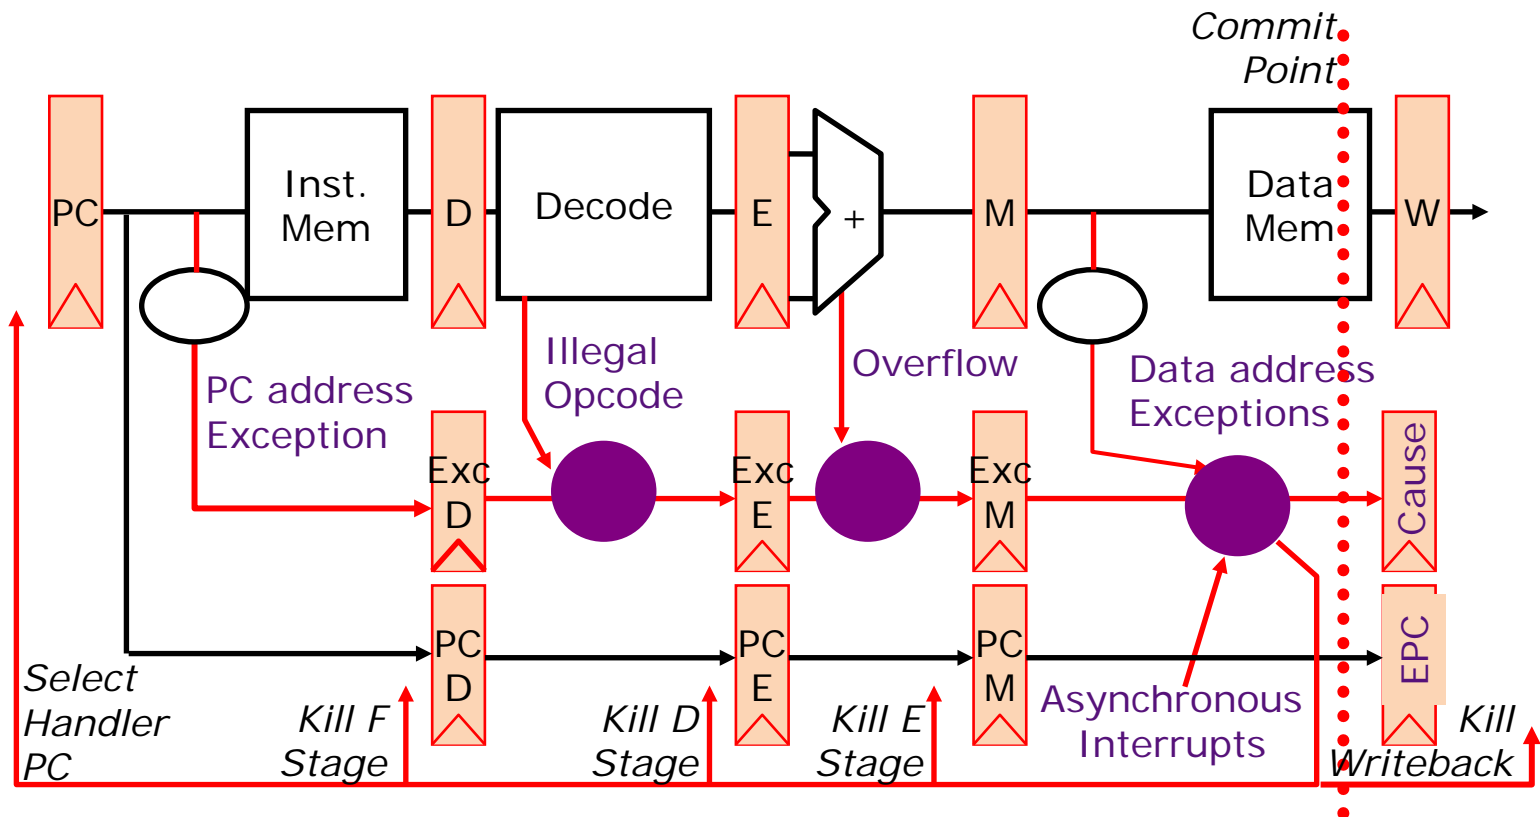 Commit
Point
PC
Inst.
Mem
D
Decode
E
+
M
Data
Mem
W
PC address
Exception
Illegal
Opcode
Overflow
Data address
Exceptions
Exc
D
Exc
E
Exc
M
Cause
PC
D
PC
E
PC
M
EPC
Select
Handler
PC
Kill F
Stage
Kill D
Stage
Kill E
Stage
Asynchronous
Interrupts
Kill
Writeback